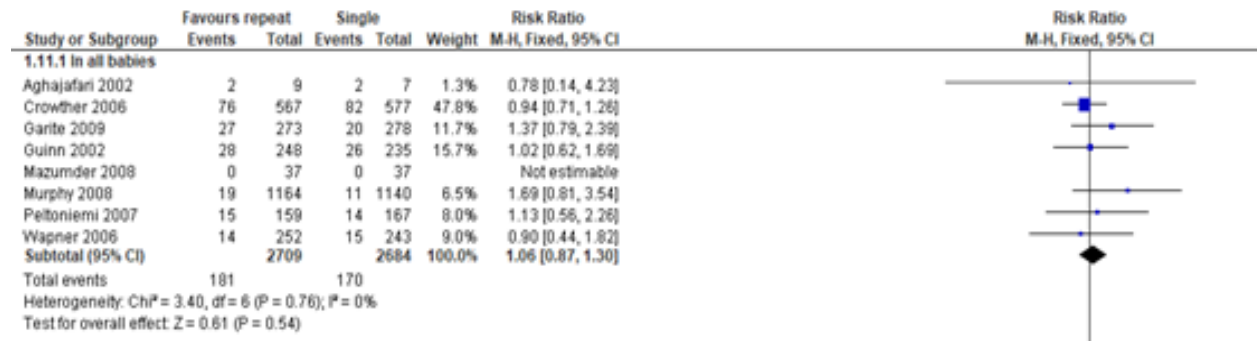 Favours repeat Single Risk Ratio Risk Ratio
Study or Subgroup Events Total Events Total Weight M-H, Fixed, 95% CI M-H, Fixed, 95% CI
1.11.1 In all babies
Aghajafari 2002 2 9 2 7 1.3% 0.78 [0.14, 4.23]
Crowther 2006 76 567 82 577 47.8% 0.94 [0.71, 1.26]
Garite 2009 27 273 20 278 11.7% 1.37 [0.79, 2.39]
Guinn 2002 28 248 26 235 15.7% 1.02 [0.62, 1.69]
Mazumder 2008 0 37 0 37 Not estimable
Murphy 2008 19 1164 11 1140 6.5% 1.69 [0.81, 3.54]
Peltoniemi 2007 15 159 14 167 8.0% 1.13 [0.56, 2.26]
Wapner 2006 14 252 15 243 9.0% 0.90 [0.44, 1.82]
Subtotal (95% CI) 2709 2684 100.0% 1.06 [0.87, 1.30]
Total events 181 170
Heterogeneity: Chi² = 3.40, df = 6 (P = 0.76); I² = 0%
Test for overall effect: Z = 0.61 (P = 0.54)